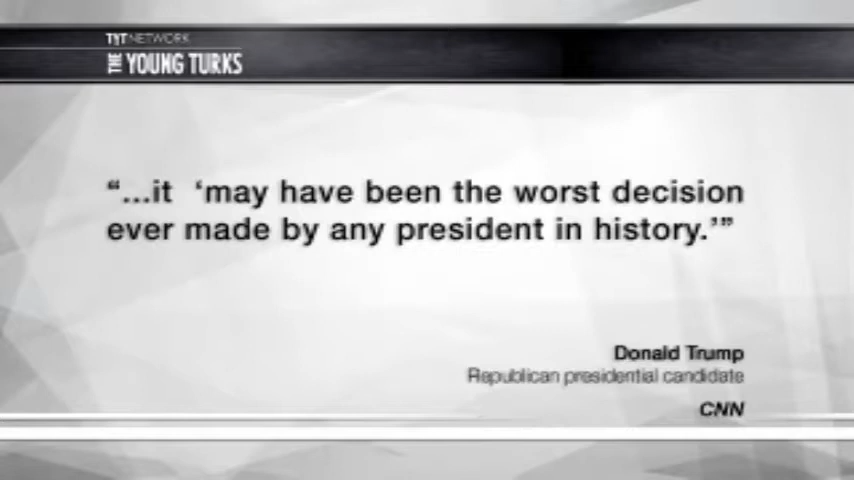 TYT NETWORK
THE YOUNG TURKS
“...it ‘may have been the worst decision
ever made by any president in history.’”
Donald Trump
Republican presidential candidate
CNN